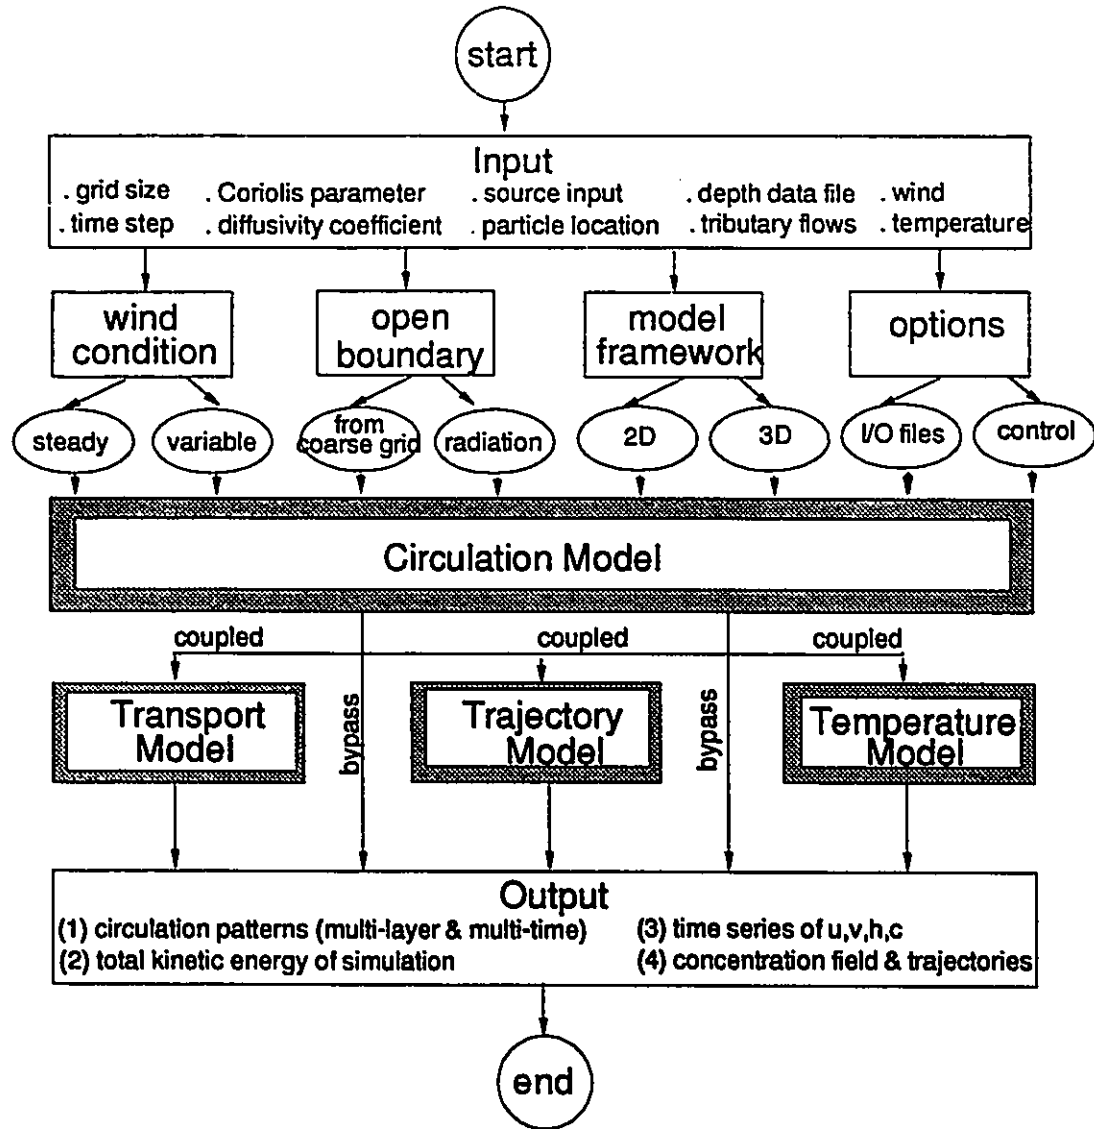 start
Input
. grid size . Coriolis parameter . source input . depth data file . wind
. time step . diffusivity coefficient . particle location . tributary flows . temperature
wind
condition
open
boundary
model
framework
options
steady
variable
from
coarse grid
radiation
2D
3D
I/O files
control
Circulation Model
coupled
coupled
coupled
bypass
bypass
Transport
Model
Trajectory
Model
Temperature
Model
Output
(1) circulation patterns (multi-layer & multi-time)
(2) total kinetic energy of simulation
(3) time series of u,v,h,c
(4) concentration field & trajectories
end